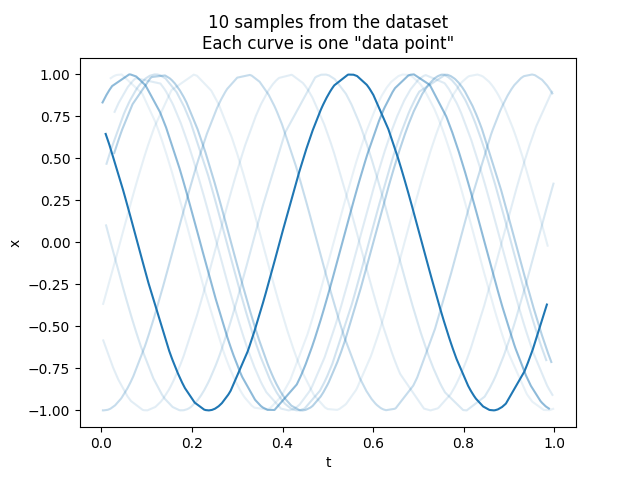 10 samples from the dataset
Each curve is one "data point"
1.00
0.75
0.50
0.25
0.00
−0.25
−0.50
−0.75
−1.00
x
0.0 0.2 0.4 0.6 0.8 1.0
t